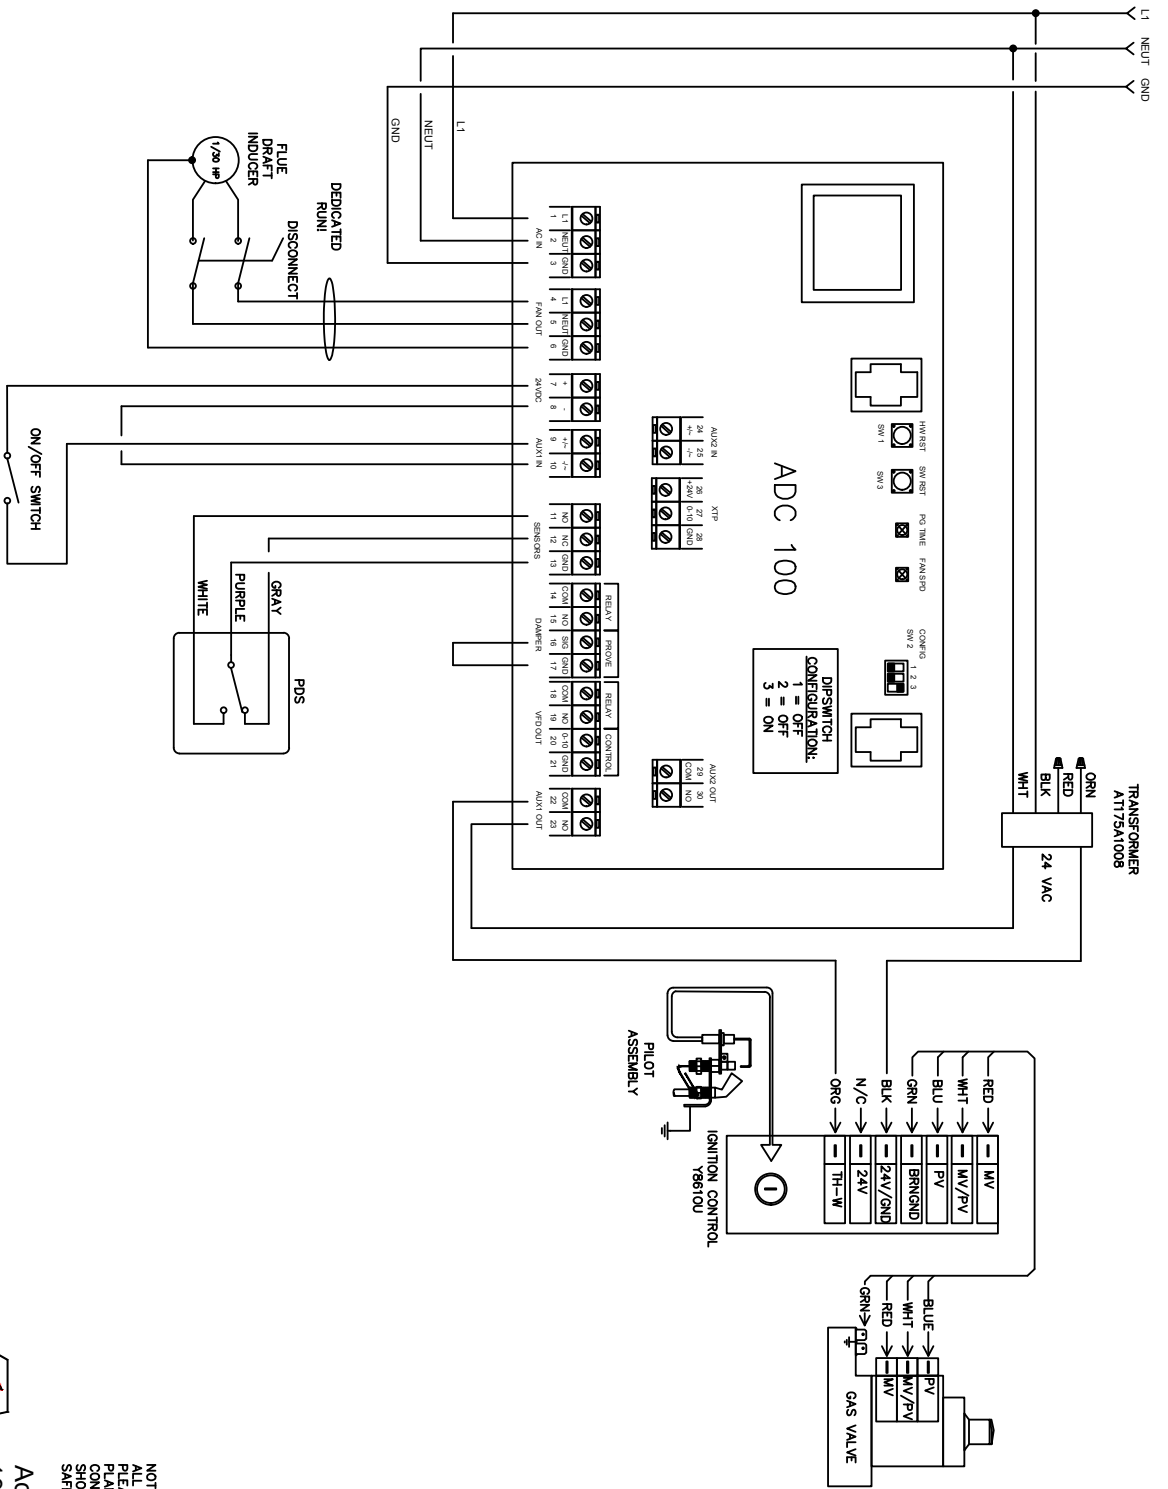 L1
NEUT
GND
L1
NEUT
GND
TRANSFORMER
AT175A1008
ORN
RED
BLK
WHT
24 VAC
FLUE
DRAFT
INDUCER
1/30 HP
DEDICATED
RUN!
DISCONNECT
ON/OFF SWITCH
ADC 100
HW RST
SW 1
SW RST
SW 3
PG TIME
FAN SPD
CONFIG
SW 2
1 2 3
DIPSWITCH
CONFIGURATION:
1 = OFF
2 = OFF
3 = ON
AUX2 IN
24 25
+/~ -/~
XTP
26 27 28
+24V 0-10 GND
AUX2 OUT
29 30
COM NO
L1 NEUT GND
1 2 3
AC IN
L1 NEUT GND
4 5 6
FAN OUT
+ -
7 8
24VDC
+/~ -/~
9 10
AUX1 IN
NO NC GND
11 12 13
SENSORS
RELAY PROVE
COM NO SIG GND
14 15 16 17
DAMPER
RELAY CONTROL
COM NO 0-10 GND
18 19 20 21
VFD OUT
COM NO
22 23
AUX1 OUT
GRAY
PURPLE
WHITE
PDS
PILOT
ASSEMBLY
IGNITION CONTROL
Y8610U
RED
WHT
BLU
GRN
BLK
N/C
ORG
MV
MV/PV
PV
BRNGND
24V/GND
24V
TH-W
BLUE
WHT
RED
GRN
PV
MV/PV
MV
GAS VALVE
NOT
ALL
PLEA
PLAI
CON
SHO
SAFE